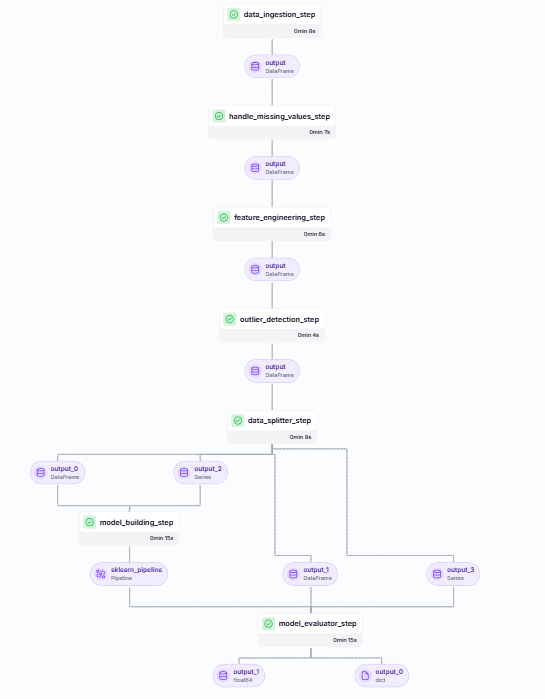 data_ingestion_step
0min 8s
output
DataFrame
handle_missing_values_step
0min 7s
output
DataFrame
feature_engineering_step
0min 6s
output
DataFrame
outlier_detection_step
0min 4s
output
DataFrame
data_splitter_step
0min 8s
output_0
DataFrame
output_2
Series
model_building_step
0min 15s
sklearn_pipeline
Pipeline
output_1
DataFrame
output_3
Series
model_evaluator_step
0min 15s
output_1
float64
output_0
dict